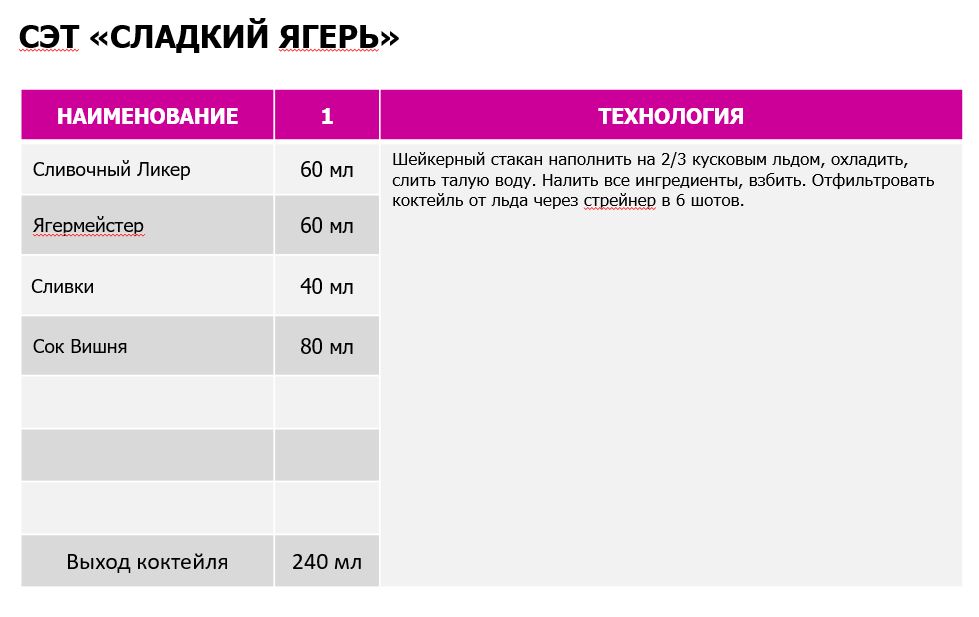 СЭТ «СЛАДКИЙ ЯГЕРЬ»
НАИМЕНОВАНИЕ 1 ТЕХНОЛОГИЯ
Сливочный Ликер 60 мл
Ягермейстер 60 мл
Сливки 40 мл
Сок Вишня 80 мл
Выход коктейля 240 мл
Шейкерный стакан наполнить на 2/3 кусковым льдом, охладить,
слить талую воду. Налить все ингредиенты, взбить. Отфильтровать
коктейль от льда через стрейнер в 6 шотов.